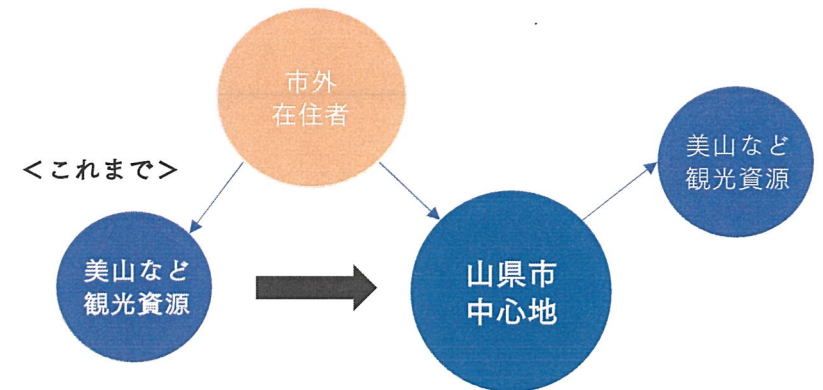 市外
在住者
<これまで>
美山など
観光資源
山県市
中心地
美山など
観光資源